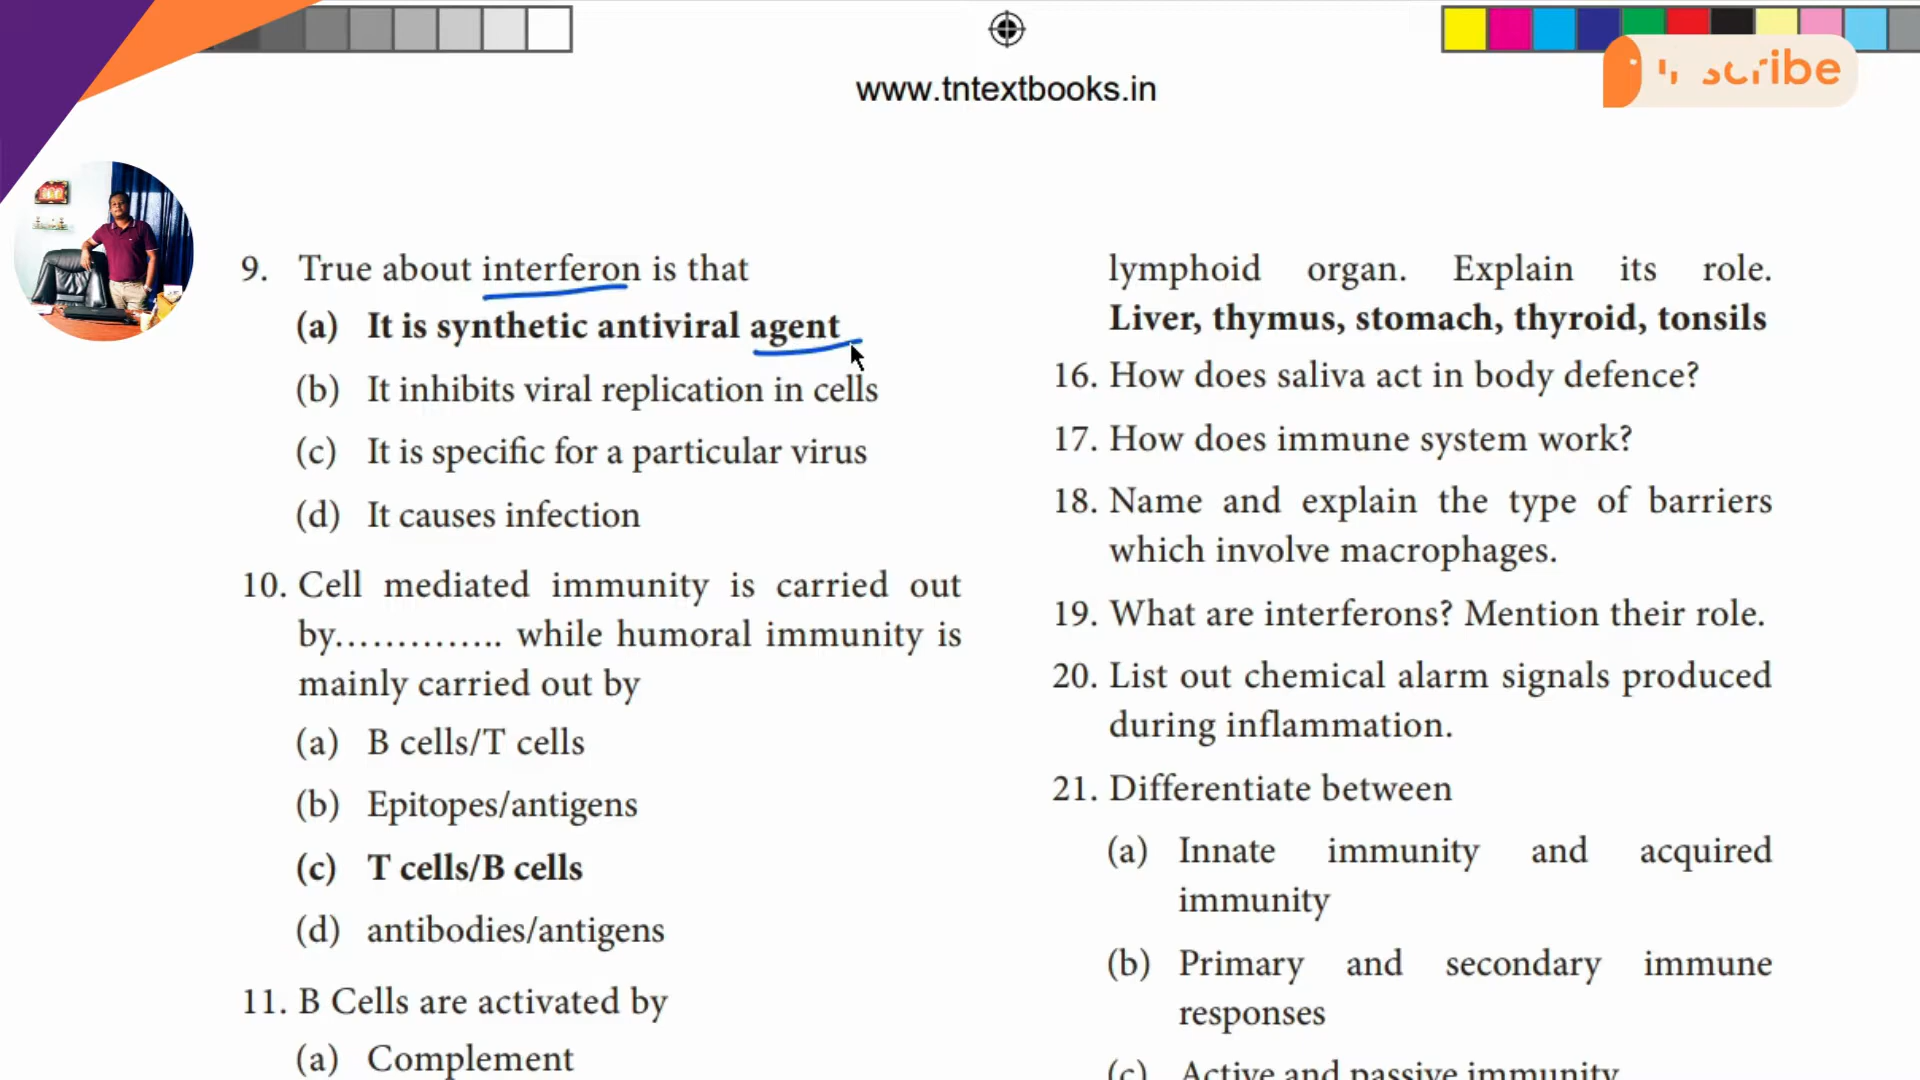 www.tntextbooks.in
9. True about interferon is that
(a) It is synthetic antiviral agent
(b) It inhibits viral replication in cells
(c) It is specific for a particular virus
(d) It causes infection
10. Cell mediated immunity is carried out
by.............. while humoral immunity is
mainly carried out by
(a) B cells/T cells
(b) Epitopes/antigens
(c) T cells/B cells
(d) antibodies/antigens
11. B Cells are activated by
(a) Complement
lymphoid organ. Explain its role.
Liver, thymus, stomach, thyroid, tonsils
16. How does saliva act in body defence?
17. How does immune system work?
18. Name and explain the type of barriers
which involve macrophages.
19. What are interferons? Mention their role.
20. List out chemical alarm signals produced
during inflammation.
21. Differentiate between
(a) Innate immunity and acquired
immunity
(b) Primary and secondary immune
responses
(c) Active and passive immunity